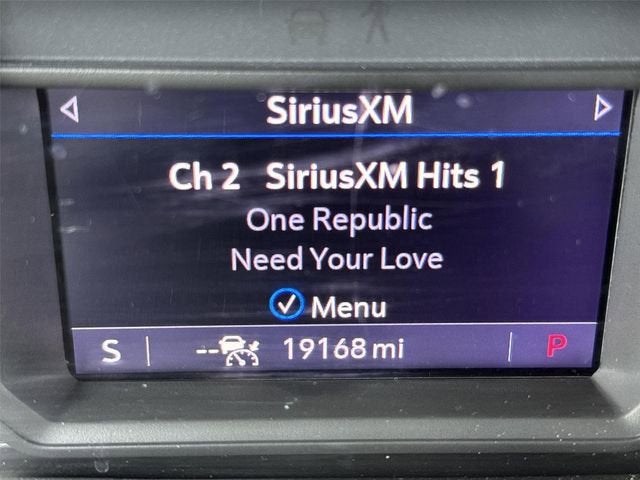 SiriusXM
Ch 2 SiriusXM Hits 1
One Republic
Need Your Love
Menu
S 19168 mi P